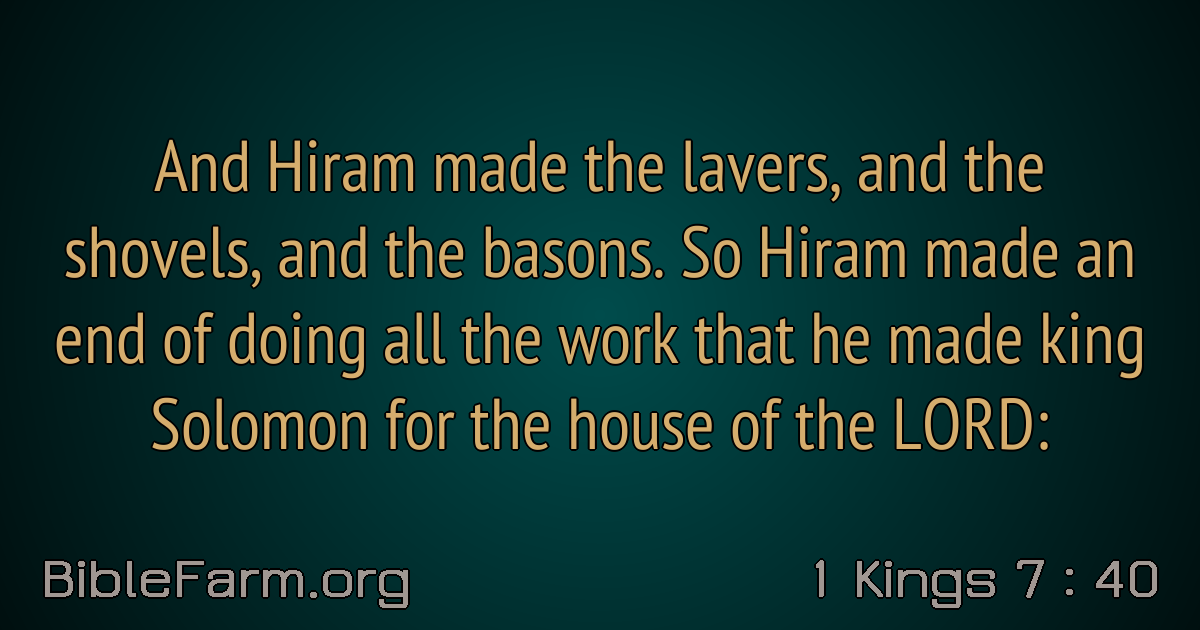 And Hiram made the lavers, and the
shovels, and the basons. So Hiram made an
end of doing all the work that he made king
Solomon for the house of the LORD:
BibleFarm.org
1 Kings 7 : 40